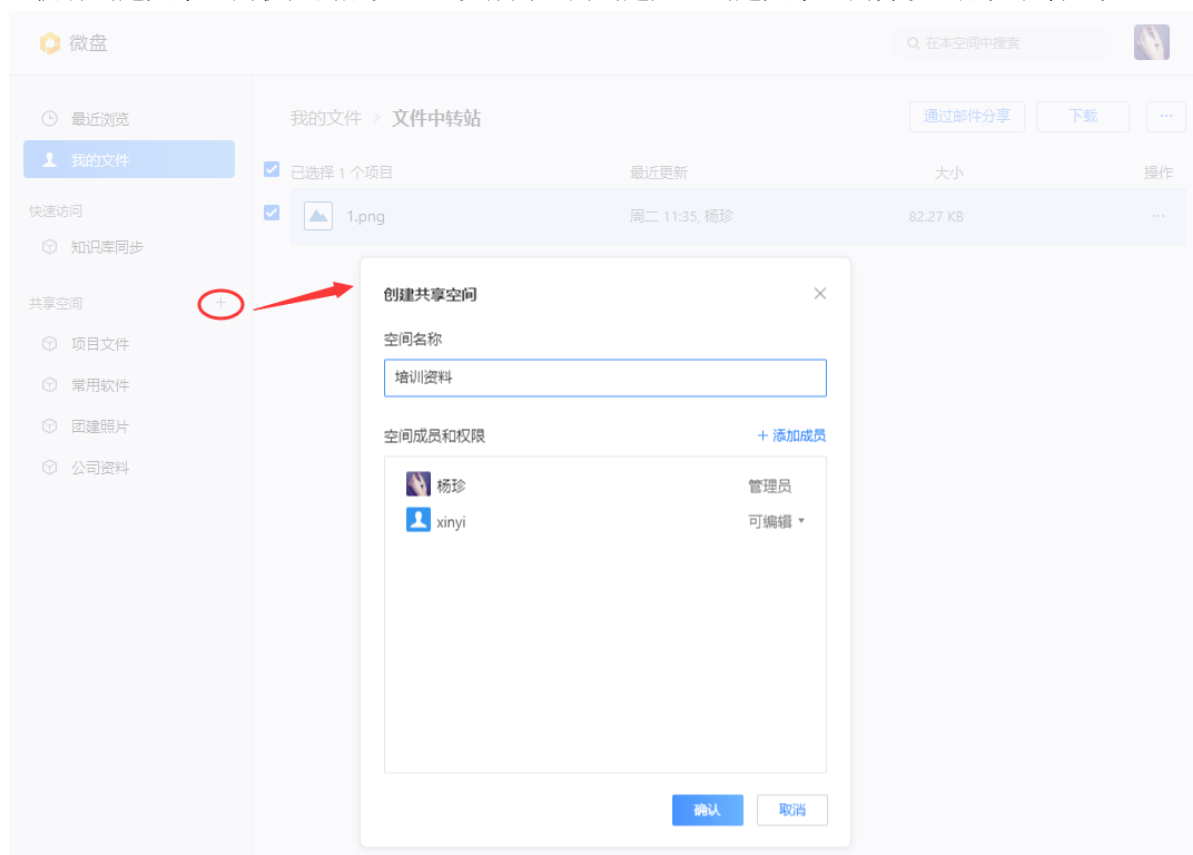 微盘
在本空间中搜索
最近浏览
我的文件 > 文件中转站
通过邮件分享
下载
...
我的文件
已选择 1 个项目
最近更新
大小
操作
快速访问
1.png
周二 11:35, 杨珍
82.27 KB
...
知识库同步
共享空间
+
创建共享空间
空间名称
项目文件
培训资料
常用软件
团建照片
空间成员和权限
+ 添加成员
公司资料
杨珍
管理员
xinyi
可编辑
确认
取消